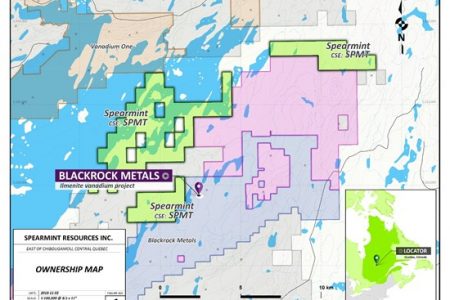 Vanadium One
Spearmint
CSE: SPMT
Spearmint
CSE: SPMT
BLACKROCK METALS
Ilmenite vanadium project
Spearmint
CSE: SPMT
Blackrock Metals
SPEARMINT RESOURCES INC.
EAST OF CHIBOUGAMOU, CENTRAL QUEBEC
OWNERSHIP MAP
LOCATOR
0
10 km